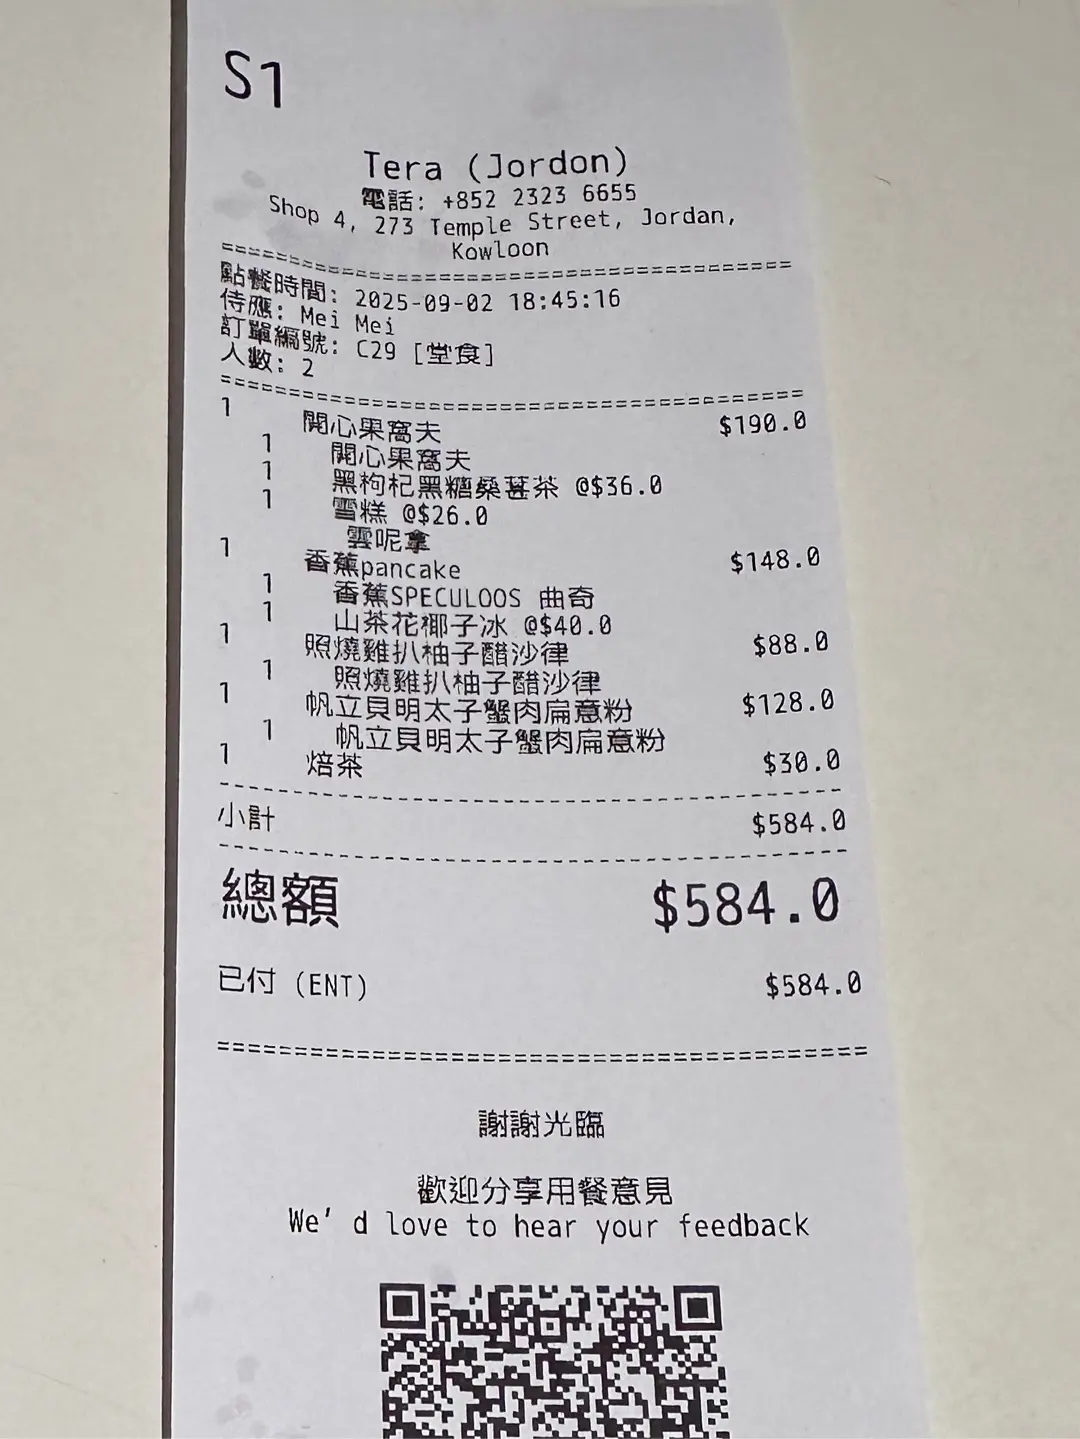 S1
Tera (Jordon)
電話: +852 2323 6655
Shop 4, 273 Temple Street, Jordan,
Kowloon
點餐時間: 2025-09-02 18:45:16
侍應: Mei Mei
訂單編號: C29 [堂食]
人數: 2
1 開心果窩夫 $190.0
1 開心果窩夫
1 黑枸杞黑糖桑葚茶 @$36.0
1 雪糕 @$26.0
雲呢拿
1 香蕉pancake $148.0
1 香蕉SPECULOOS 曲奇
1 山茶花椰子冰 @$40.0
1 照燒雞扒柚子醋沙律 $88.0
1 照燒雞扒柚子醋沙律
1 帆立貝明太子蟹肉扁意粉 $128.0
1 帆立貝明太子蟹肉扁意粉
1 焙茶 $30.0
小計 $584.0
總額 $584.0
已付 (ENT) $584.0
謝謝光臨
歡迎分享用餐意見
We'd love to hear your feedback